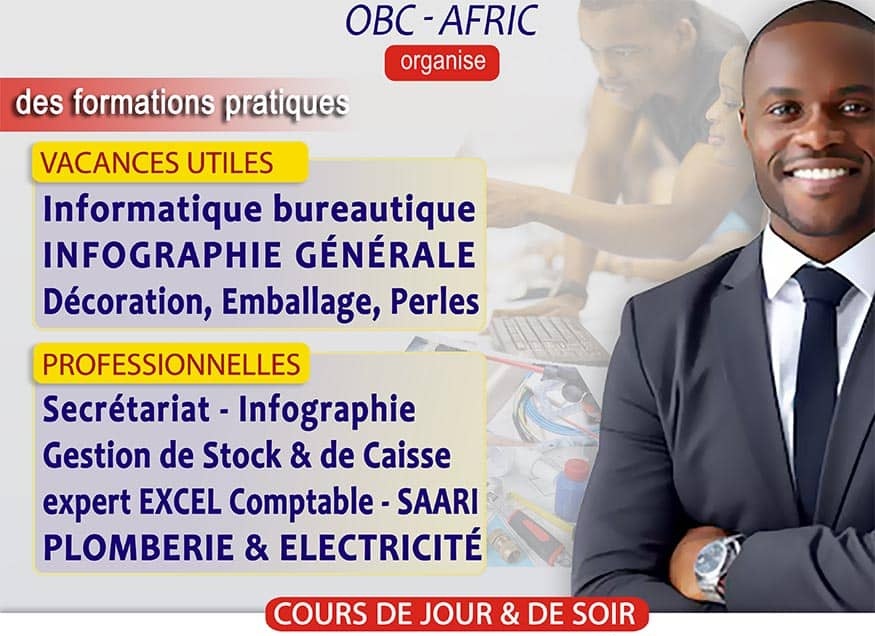 OBC - AFRIC
organise
des formations pratiques
VACANCES UTILES
Informatique bureautique
INFOGRAPHIE GÉNÉRALE
Décoration, Emballage, Perles
PROFESSIONNELLES
Secrétariat - Infographie
Gestion de Stock & de Caisse
expert EXCEL Comptable - SAARI
PLOMBERIE & ELECTRICITÉ
COURS DE JOUR & DE SOIR